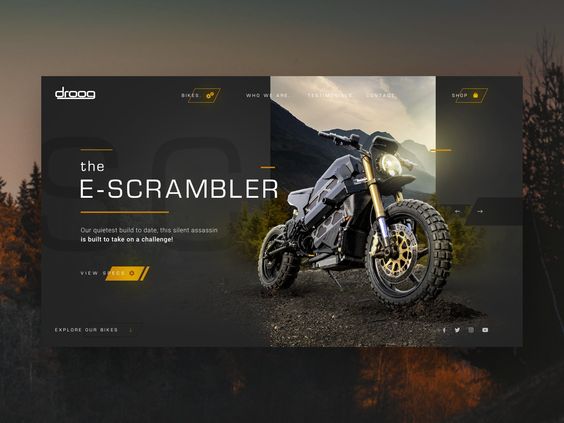 droog
BIKES.
WHO WE ARE.
TESTIMONIALS.
CONTACT.
SHOP
the
E-SCRAMBLER
Our quietest build to date, this silent assassin
is built to take on a challenge!
VIEW SPECS
EXPLORE OUR BIKES